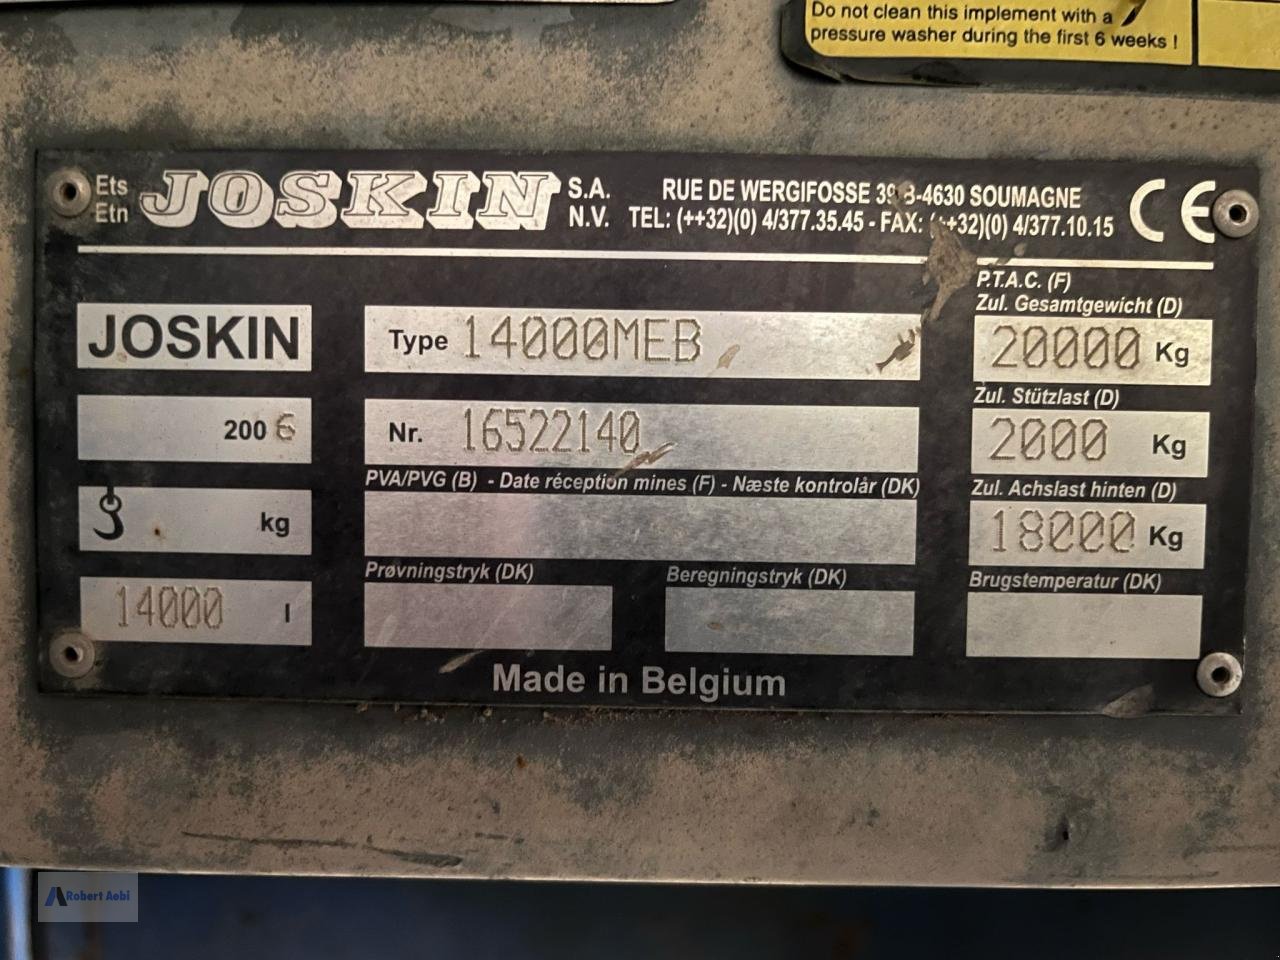 Do not clean this implement with a
pressure washer during the first 6 weeks !
Ets
Etn
JOSKIN
S.A.
N.V.
RUE DE WERGIFOSSE 39 B-4630 SOUMAGNE
TEL: (++32)(0) 4/377.35.45 - FAX: (++32)(0) 4/377.10.15
CE
JOSKIN
Type 14000MEB
P.T.A.C. (F)
Zul. Gesamtgewicht (D)
20000 Kg
2006
Nr. 16522140
Zul. Stützlast (D)
2000 Kg
kg
PVA/PVG (B) - Date réception mines (F) - Næste kontrolår (DK)
Zul. Achslast hinten (D)
18000 Kg
14000 l
Prøvningstryk (DK)
Beregningstryk (DK)
Brugstemperatur (DK)
Made in Belgium
Robert Aebi